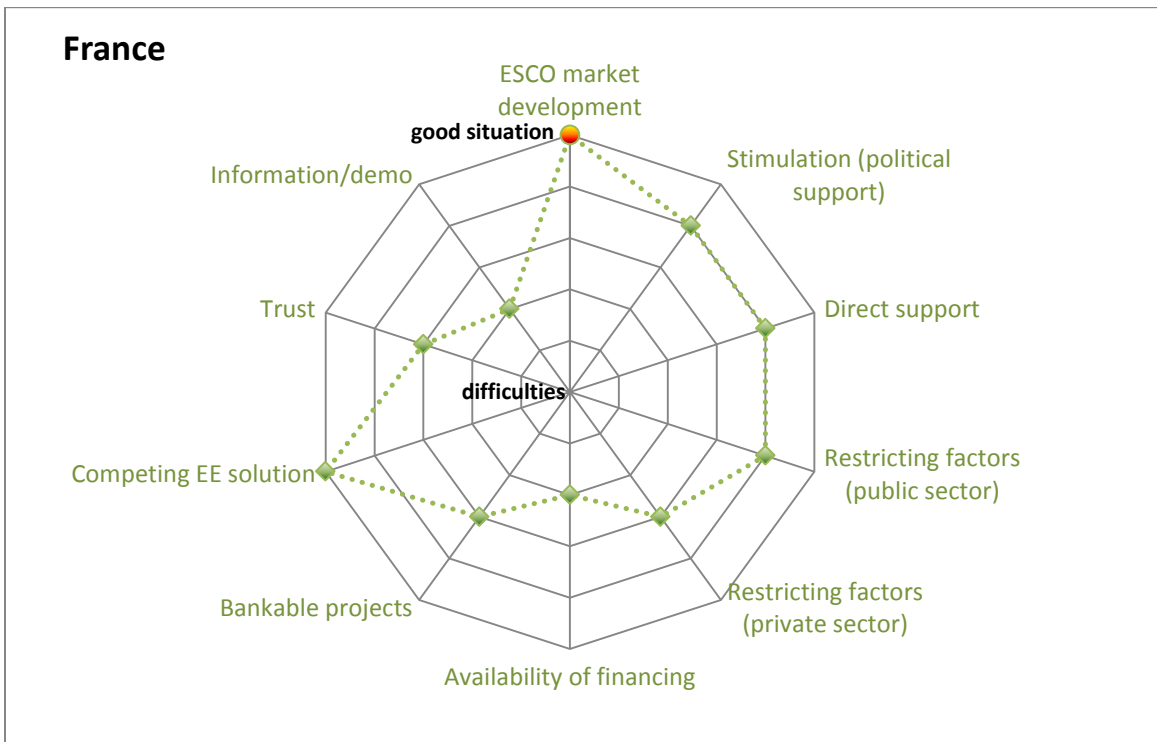 France
ESCO market
development
good situation
Stimulation (political
support)
Information/demo
Trust
Direct support
difficulties
Competing EE solution
Restricting factors
(public sector)
Bankable projects
Restricting factors
(private sector)
Availability of financing